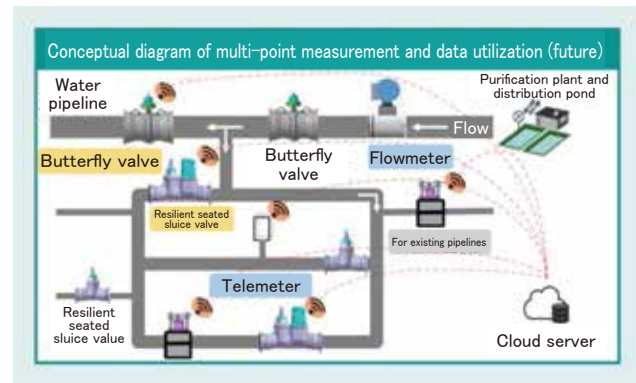 Conceptual diagram of multi-point measurement and data utilization (future)
Water
pipeline
Purification plant and
distribution pond
Flow
Butterfly valve
Butterfly
valve
Flowmeter
Resilient seated
sluice valve
For existing pipelines
Telemeter
Resilient
seated
sluice value
Cloud server